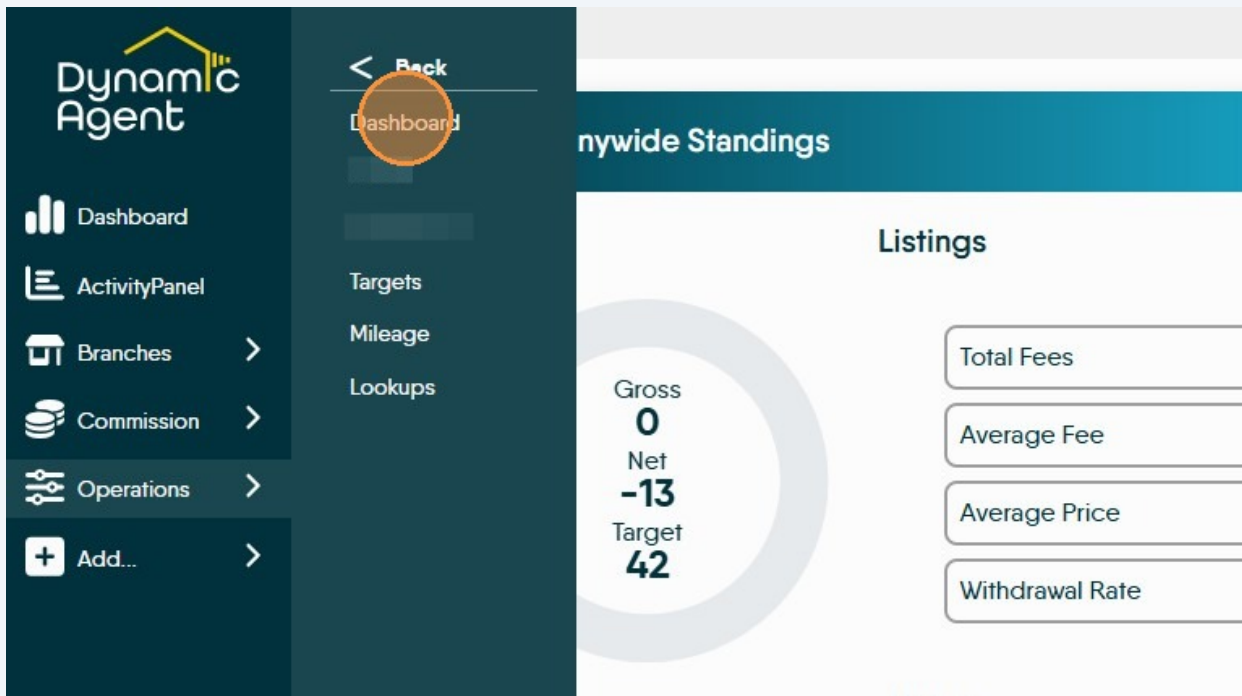 Dynamic
Agent
Dashboard
ActivityPanel
Branches
Commission
Operations
Add...
Back
Dashboard
Targets
Mileage
Lookups
nywide Standings
Listings
Gross
0
Net
-13
Target
42
Total Fees
Average Fee
Average Price
Withdrawal Rate